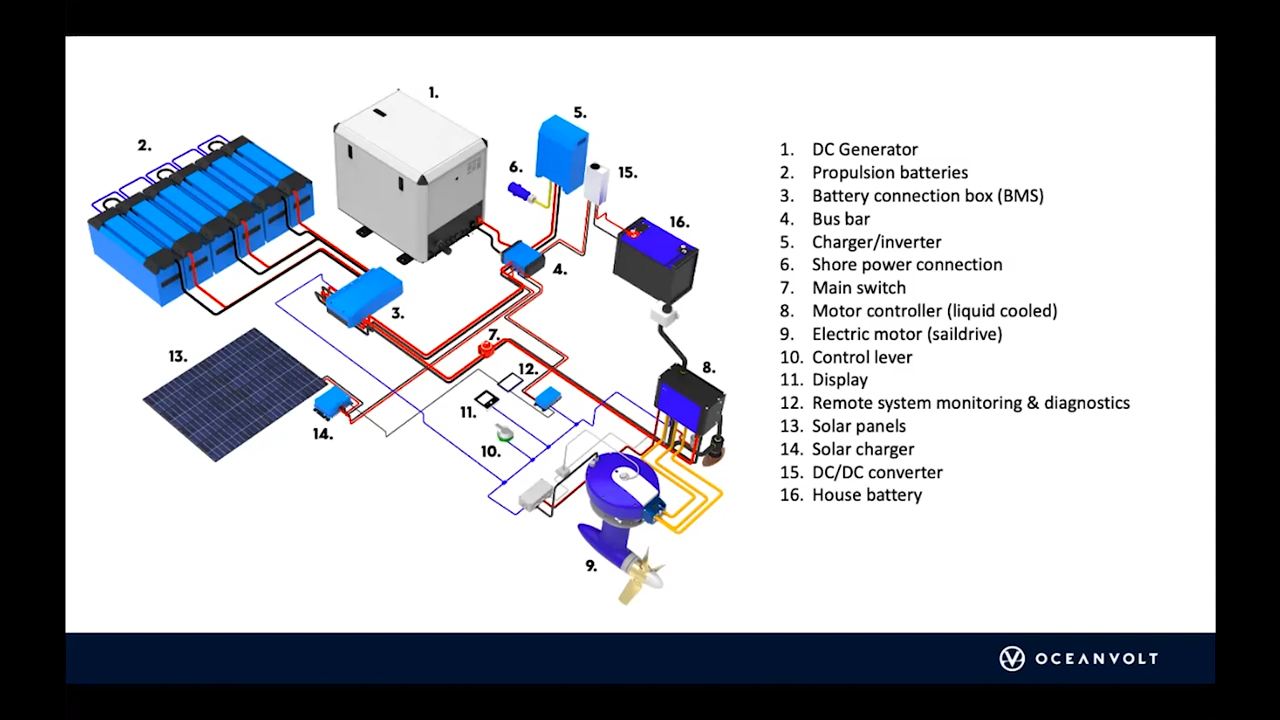 1.
5.
2.
6.
15.
16.
4.
3.
7.
13.
12.
8.
11.
14.
10.
9.
1. DC Generator
2. Propulsion batteries
3. Battery connection box (BMS)
4. Bus bar
5. Charger/inverter
6. Shore power connection
7. Main switch
8. Motor controller (liquid cooled)
9. Electric motor (saildrive)
10. Control lever
11. Display
12. Remote system monitoring & diagnostics
13. Solar panels
14. Solar charger
15. DC/DC converter
16. House battery
OCEANVOLT